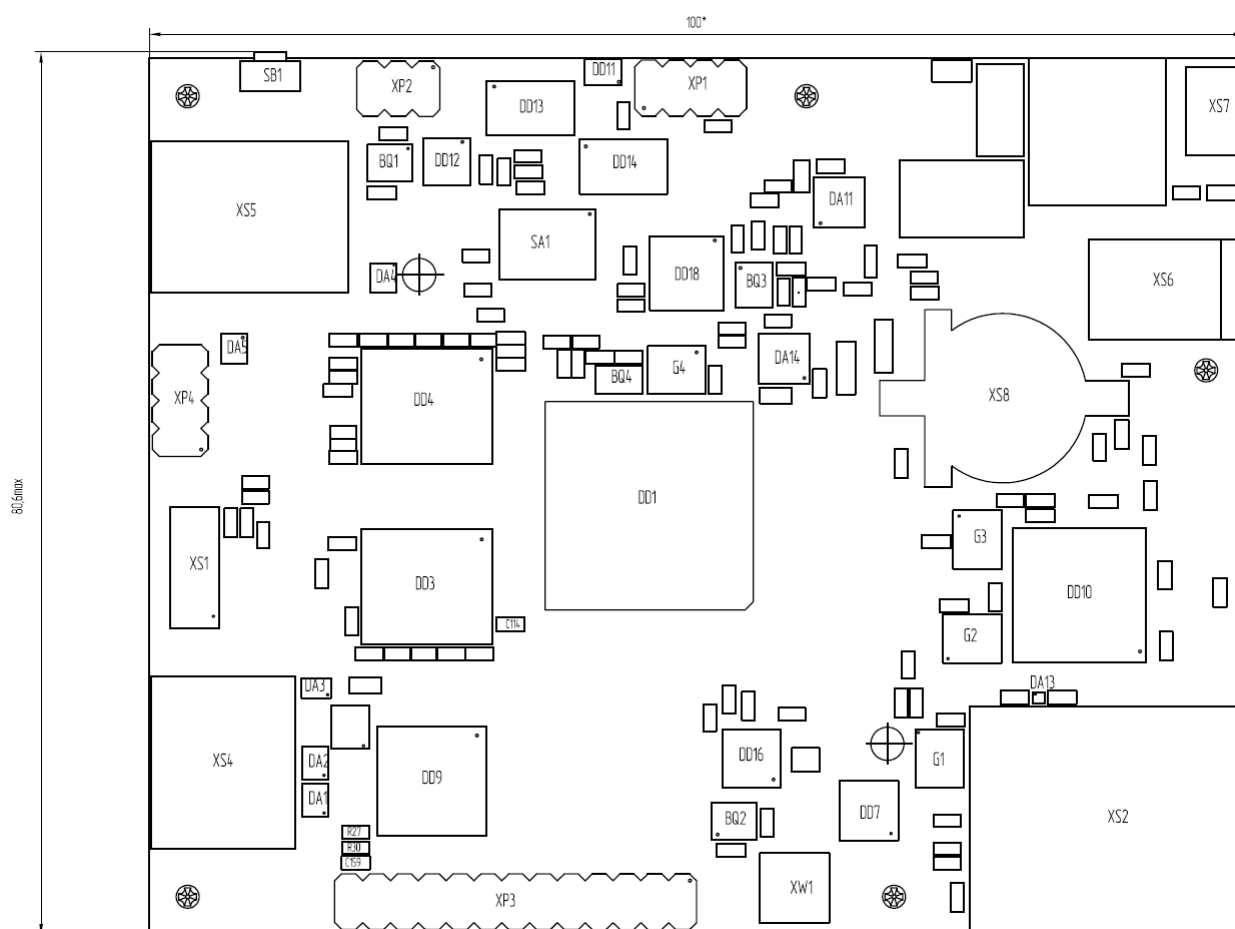 100*
SB1
DD11
XP2
XP1
DD13
XS7
BQ1
DD12
DD14
DA11
XS5
SA1
DA4
DD18
BQ3
XS6
DA5
DA14
G4
BQ4
XP4
DD4
XS8
80,6max
DD1
G3
XS1
DD3
DD10
C114
G2
DA3
DA13
XS4
DA2
DD9
DD16
G1
DA1
DD7
XS2
BQ2
R27
R30
C159
XW1
XP3